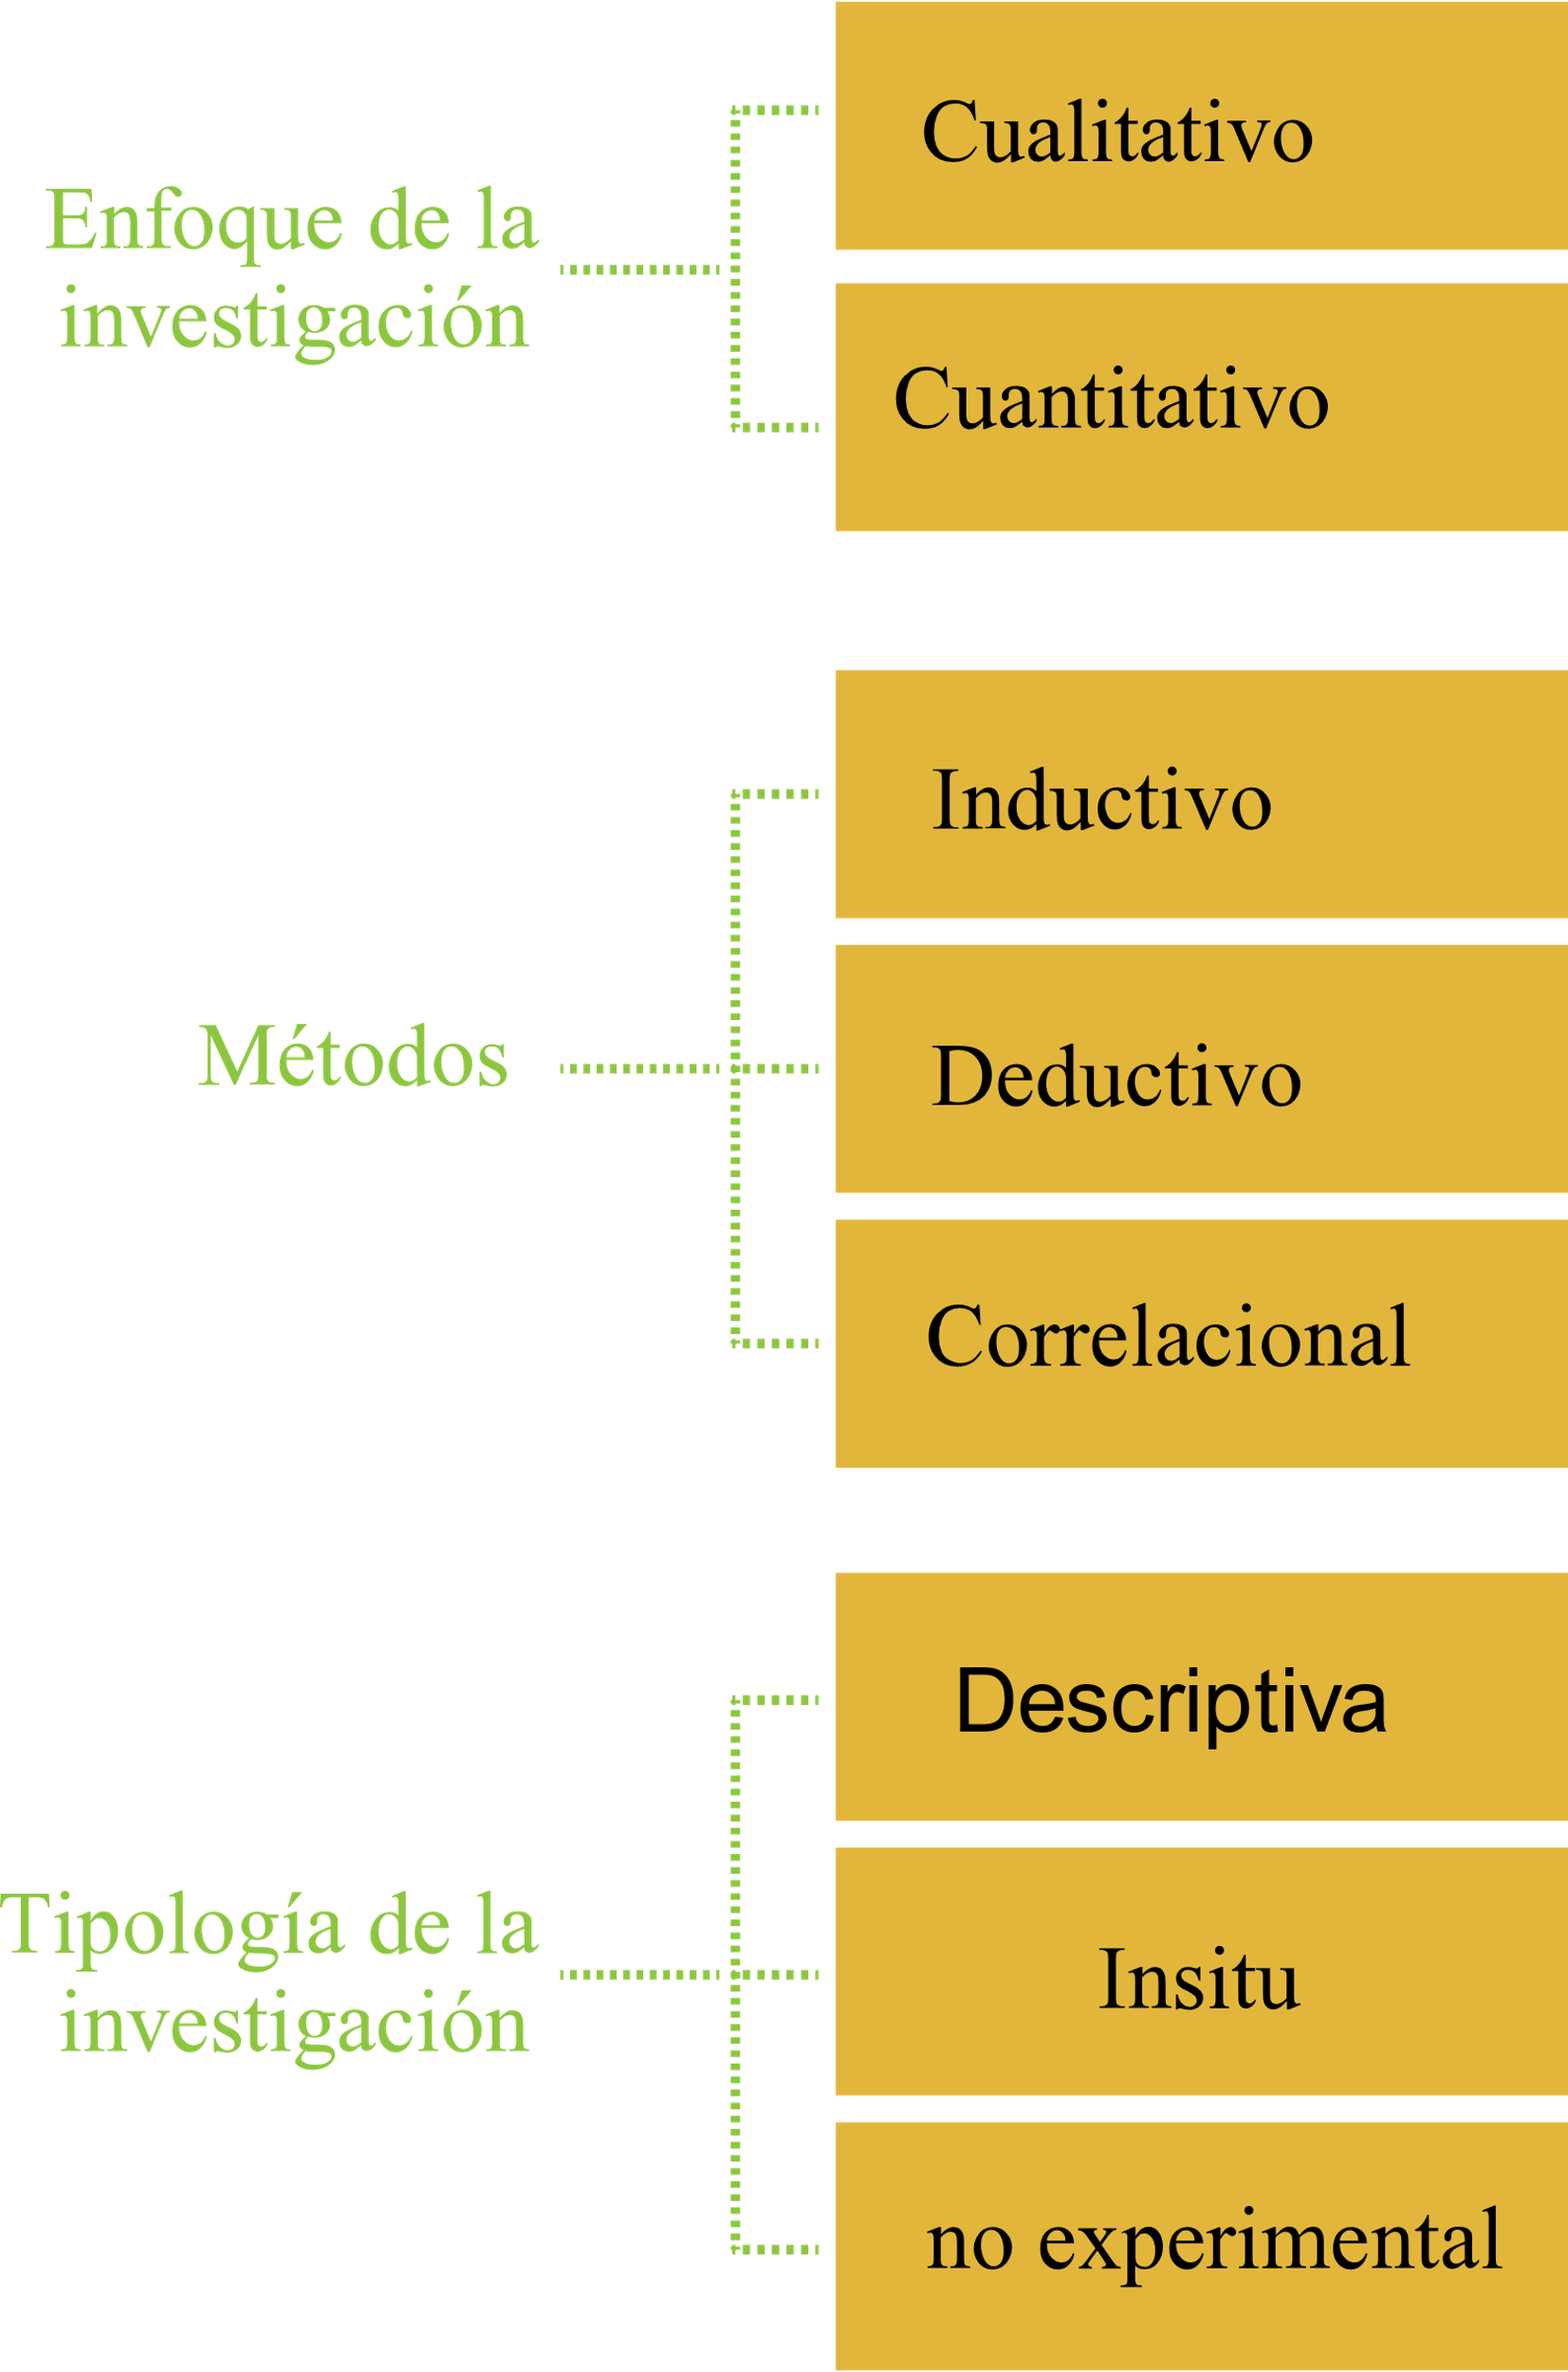 Enfoque de la
investigación
Cualitativo
Cuantitativo
Métodos
Inductivo
Deductivo
Correlacional
Tipología de la
investigación
Descriptiva
Insitu
no experimental